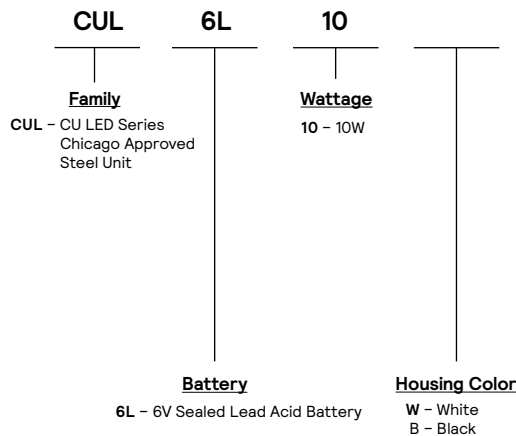 CUL 6L 10
Family
CUL – CU LED Series
Chicago Approved
Steel Unit
Wattage
10 – 10W
Battery
6L – 6V Sealed Lead Acid Battery
Housing Color
W – White
B – Black